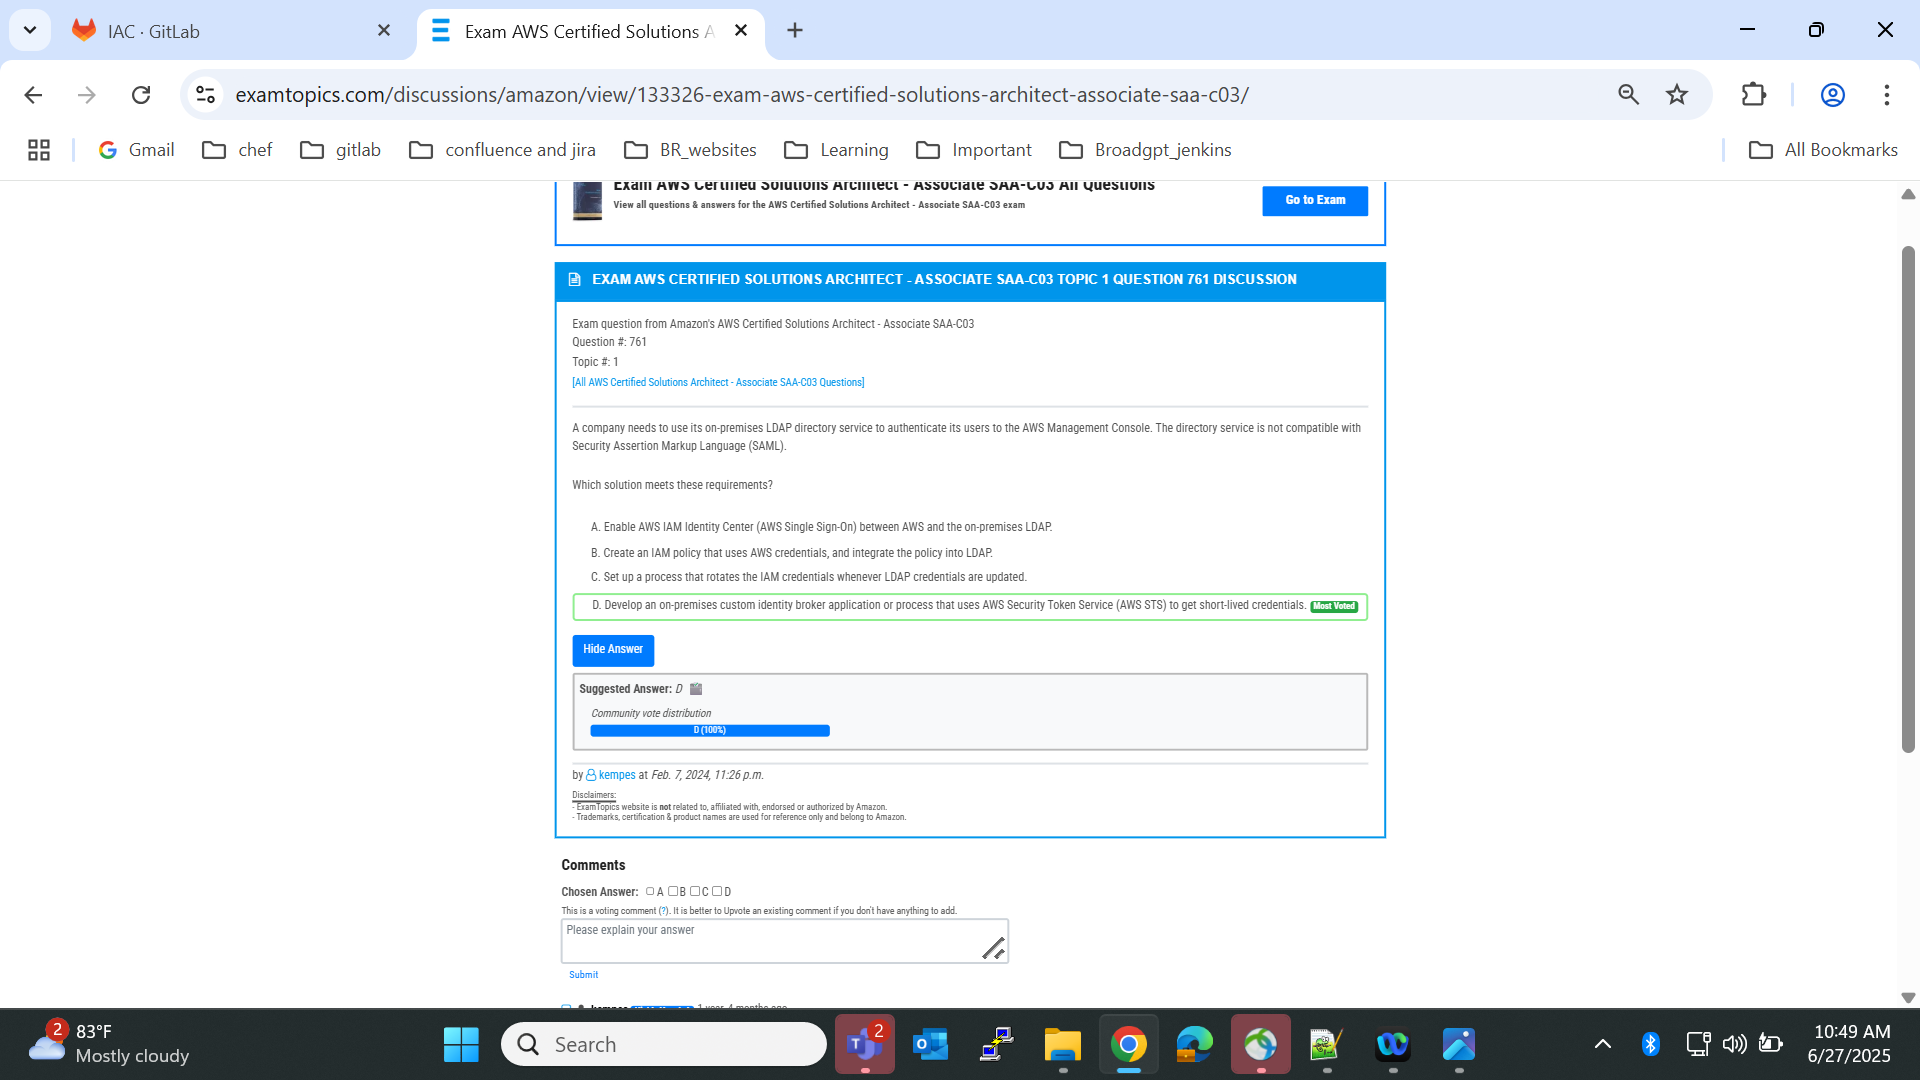 IAC · GitLab
Exam AWS Certified Solutions A
examtopics.com/discussions/amazon/view/133326-exam-aws-certified-solutions-architect-associate-saa-c03/
Gmail
chef
gitlab
confluence and jira
BR_websites
Learning
Important
Broadgpt_jenkins
All Bookmarks
Exam AWS Certified Solutions Architect - Associate SAA-C03 All Questions
View all questions & answers for the AWS Certified Solutions Architect - Associate SAA-C03 exam
Go to Exam
EXAM AWS CERTIFIED SOLUTIONS ARCHITECT - ASSOCIATE SAA-C03 TOPIC 1 QUESTION 761 DISCUSSION
Exam question from Amazon's AWS Certified Solutions Architect - Associate SAA-C03
Question #: 761
Topic #: 1
[All AWS Certified Solutions Architect - Associate SAA-C03 Questions]
A company needs to use its on-premises LDAP directory service to authenticate its users to the AWS Management Console. The directory service is not compatible with
Security Assertion Markup Language (SAML).
Which solution meets these requirements?
A. Enable AWS IAM Identity Center (AWS Single Sign-On) between AWS and the on-premises LDAP.
B. Create an IAM policy that uses AWS credentials, and integrate the policy into LDAP.
C. Set up a process that rotates the IAM credentials whenever LDAP credentials are updated.
D. Develop an on-premises custom identity broker application or process that uses AWS Security Token Service (AWS STS) to get short-lived credentials. Most Voted
Hide Answer
Suggested Answer: D
Community vote distribution
D (100%)
by kempes at Feb. 7, 2024, 11:26 p.m.
Disclaimers:
- ExamTopics website is not related to, affiliated with, endorsed or authorized by Amazon.
- Trademarks, certification & product names are used for reference only and belong to Amazon.
Comments
Chosen Answer: A B C D
This is a voting comment (?). It is better to Upvote an existing comment if you don't have anything to add.
Please explain your answer
Submit
2
83°F
Mostly cloudy
Search
2
10:49 AM
6/27/2025